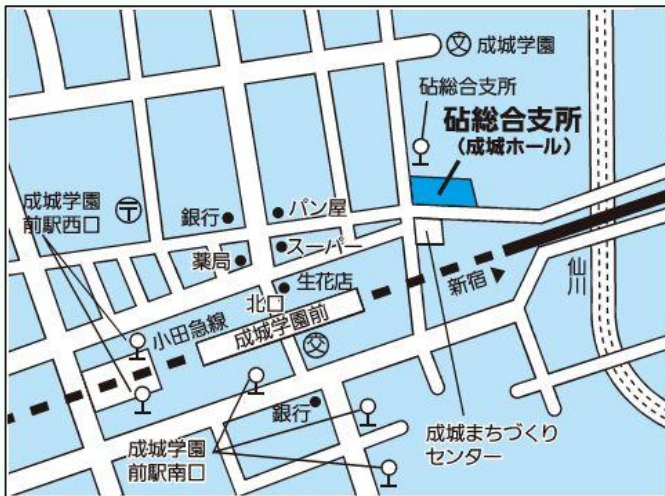 文 成城学園
砧総合支所
砧総合支所
(成城ホール)
成城学園
前駅西口
〒
銀行
パン屋
薬局
スーパー
生花店
北口
小田急線
成城学園前
交
新宿
仙川
銀行
成城学園
前駅南口
成城まちづくり
センター